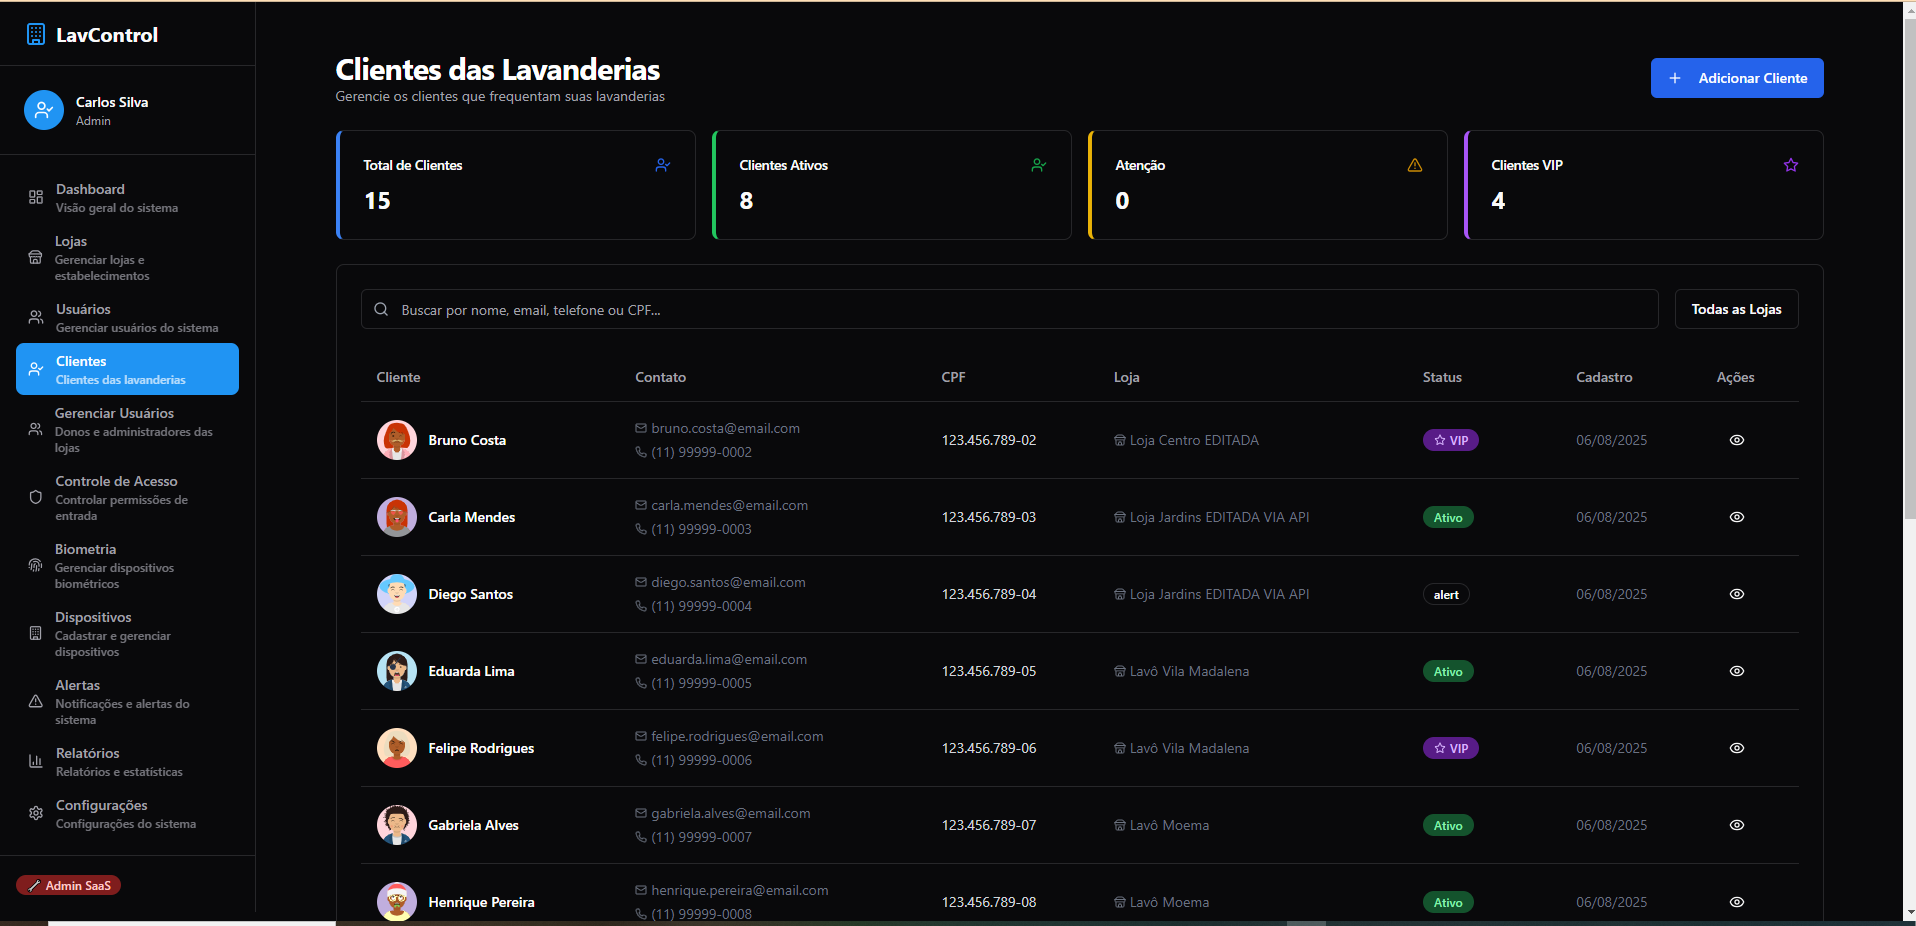 LavControl
Carlos Silva
Admin
Dashboard
Visão geral do sistema
Lojas
Gerenciar lojas e
estabelecimentos
Usuários
Gerenciar usuários do sistema
Clientes
Clientes das lavanderias
Gerenciar Usuários
Donos e administradores das
lojas
Controle de Acesso
Controlar permissões de
entrada
Biometria
Gerenciar dispositivos
biométricos
Dispositivos
Cadastrar e gerenciar
dispositivos
Alertas
Notificações e alertas do
sistema
Relatórios
Relatórios e estatísticas
Configurações
Configurações do sistema
Admin SaaS
Clientes das Lavanderias
Gerencie os clientes que frequentam suas lavanderias
Adicionar Cliente
Total de Clientes
15
Clientes Ativos
8
Atenção
0
Clientes VIP
4
Buscar por nome, email, telefone ou CPF...
Todas as Lojas
Cliente Contato CPF Loja Status Cadastro Ações
Bruno Costa bruno.costa@email.com (11) 99999-0002 123.456.789-02 Loja Centro EDITADA VIP 06/08/2025
Carla Mendes carla.mendes@email.com (11) 99999-0003 123.456.789-03 Loja Jardins EDITADA VIA API Ativo 06/08/2025
Diego Santos diego.santos@email.com (11) 99999-0004 123.456.789-04 Loja Jardins EDITADA VIA API alert 06/08/2025
Eduarda Lima eduarda.lima@email.com (11) 99999-0005 123.456.789-05 Lavô Vila Madalena Ativo 06/08/2025
Felipe Rodrigues felipe.rodrigues@email.com (11) 99999-0006 123.456.789-06 Lavô Vila Madalena VIP 06/08/2025
Gabriela Alves gabriela.alves@email.com (11) 99999-0007 123.456.789-07 Lavô Moema Ativo 06/08/2025
Henrique Pereira henrique.pereira@email.com (11) 99999-0008 123.456.789-08 Lavô Moema Ativo 06/08/2025